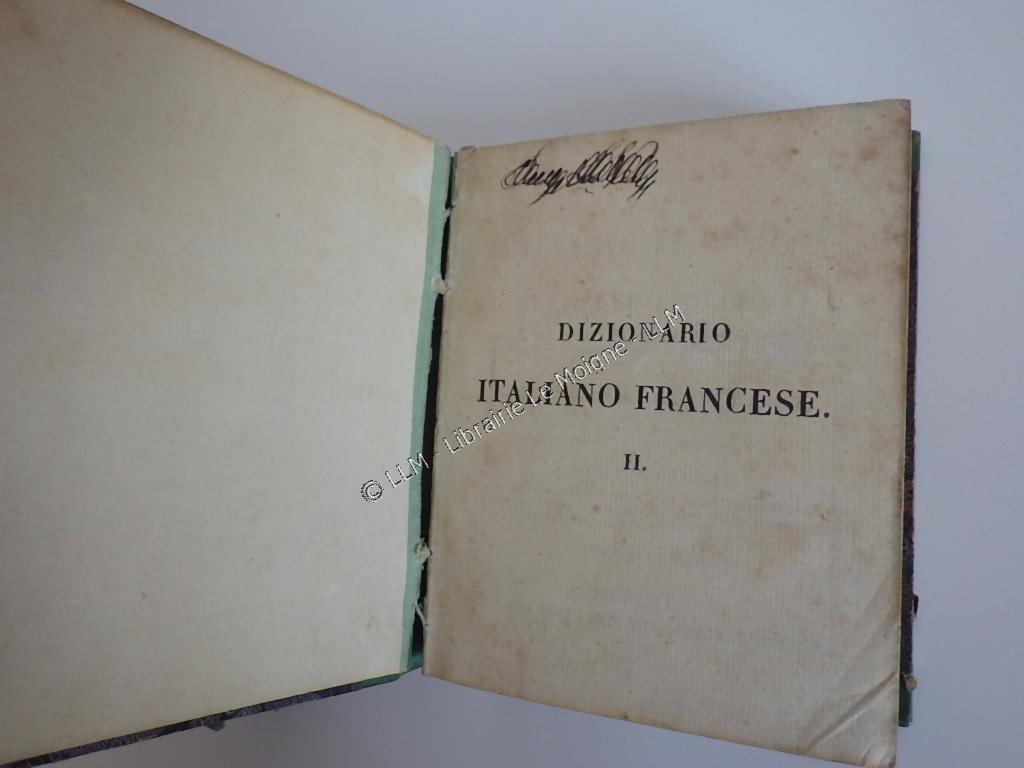 DIZIONARIO
ITALIANO FRANCESE.
II.
© LLM - Librairie Le Moigne - LLM